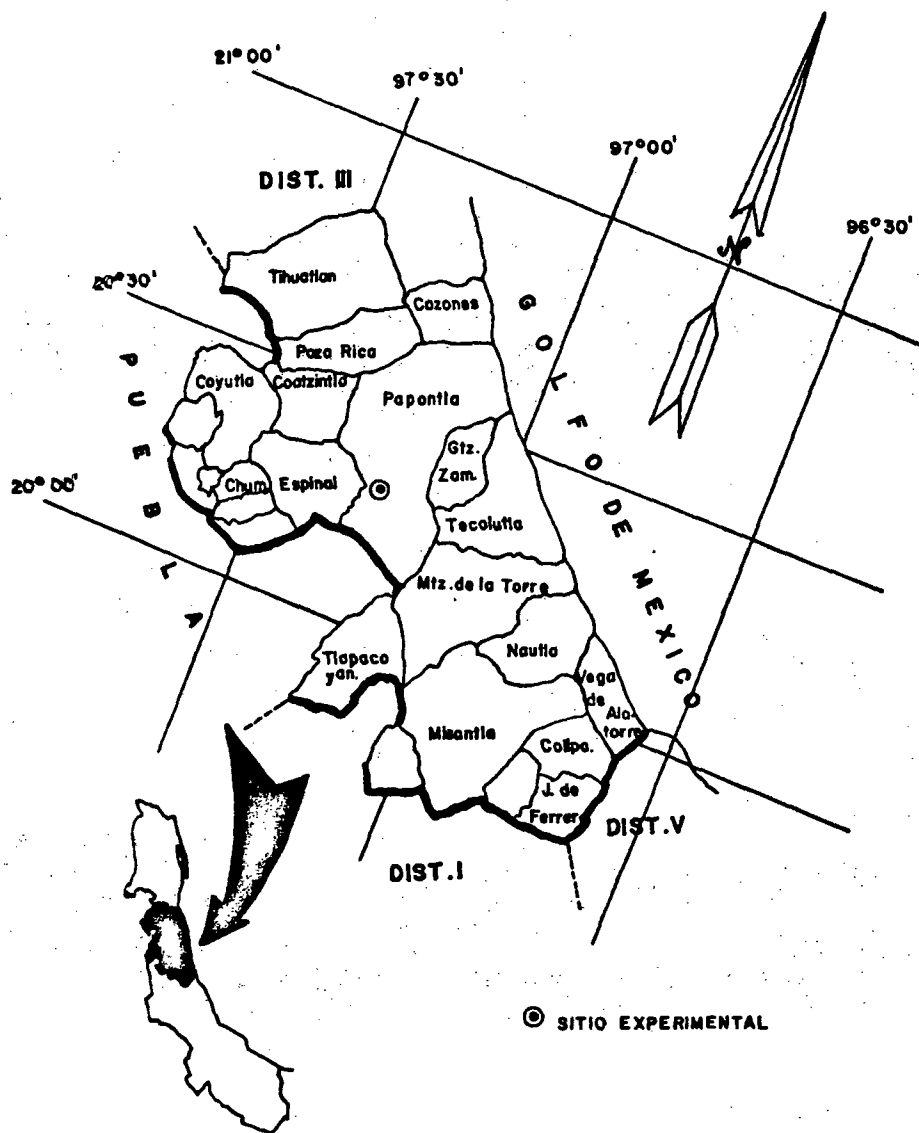 21° 00'
97° 30'
97° 00'
96° 30'
DIST. III
Tihuatlan
20° 30'
Cazones
GOLFO DE MEXICO
Poza Rica
PUEBLA
Coyutla
Coatzintla
Papantla
Gtz.
Zam.
20° 00'
Chum.
Espinal
Tecolutla
Mtz. de la Torre
Nautla
Tlapaco
yan.
Vega
de
Ala-
torre
Misantla
Colipa.
J. de
Ferrer
DIST. V
DIST. I
SITIO EXPERIMENTAL
N